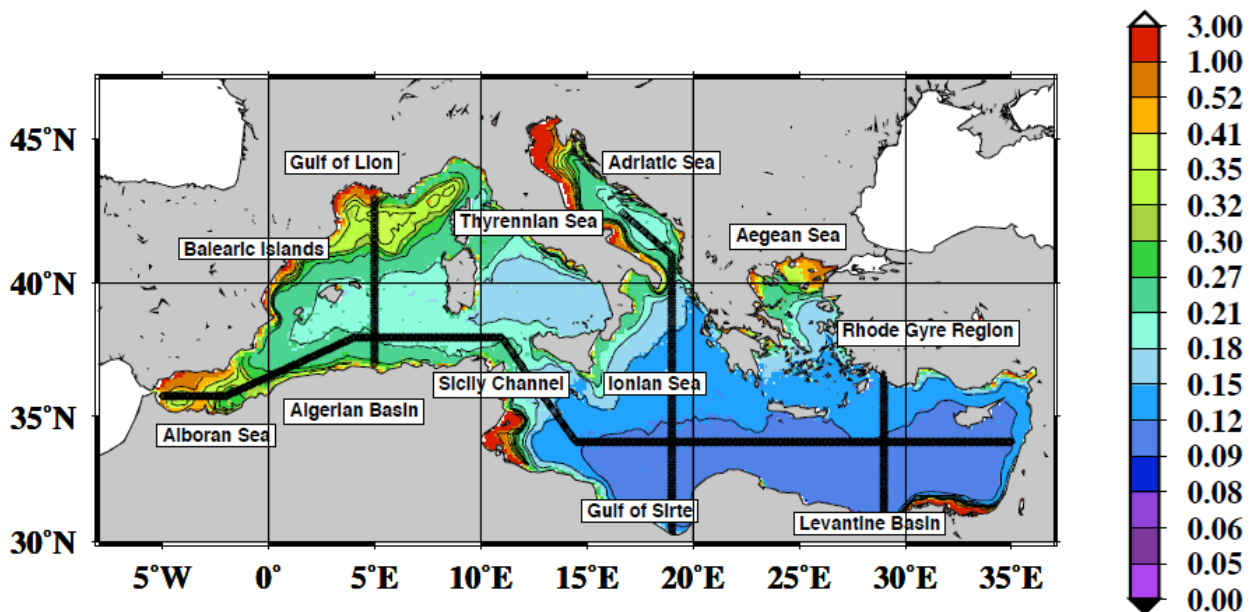 3.00
1.00
0.52
0.41
0.35
0.32
0.30
0.27
0.21
0.18
0.15
0.12
0.09
0.08
0.06
0.05
0.00
45°N
40°N
35°N
30°N
Gulf of Lion
Adriatic Sea
Thyrennian Sea
Aegean Sea
Balearic Islands
Rhode Gyre Region
Sicily Channel
Ionian Sea
Algerian Basin
Alboran Sea
Gulf of Sirte
Levantine Basin
5°W 0° 5°E 10°E 15°E 20°E 25°E 30°E 35°E